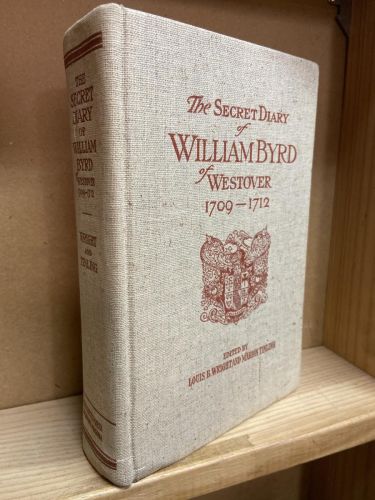 The SECRET DIARY
of
WILLIAM BYRD
of WESTOVER
1709-1712
EDITED BY
LOUIS B. WRIGHT AND MARION TINLING
THE
SECRET
DIARY
OF
WILLIAM
BYRD
OF
WESTOVER
1709-1712
WRIGHT
AND
TINLING